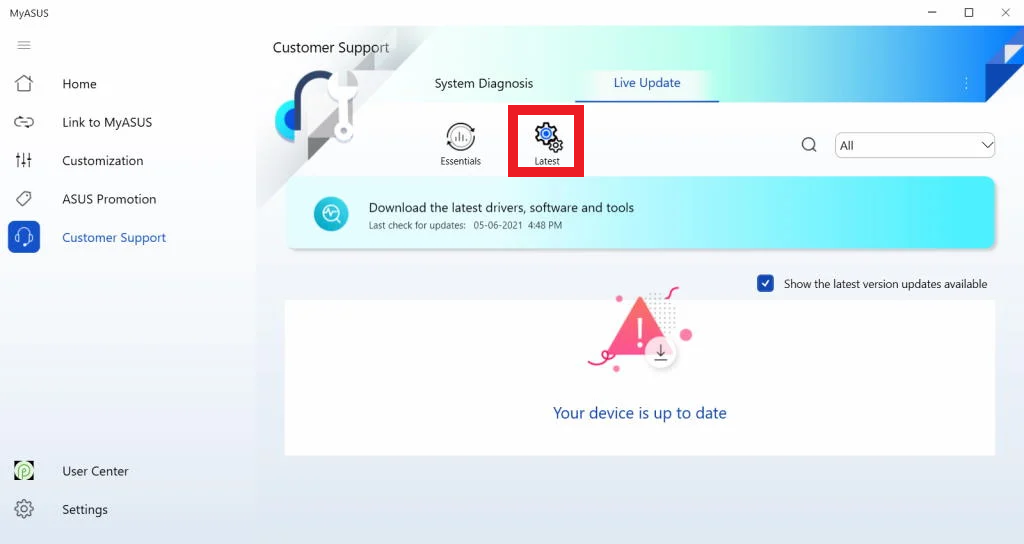 MyASUS
Home
Link to MyASUS
Customization
ASUS Promotion
Customer Support
User Center
Settings
Customer Support
System Diagnosis
Live Update
Essentials
Latest
All
Download the latest drivers, software and tools
Last check for updates: 05-06-2021 4:48 PM
Show the latest version updates available
Your device is up to date